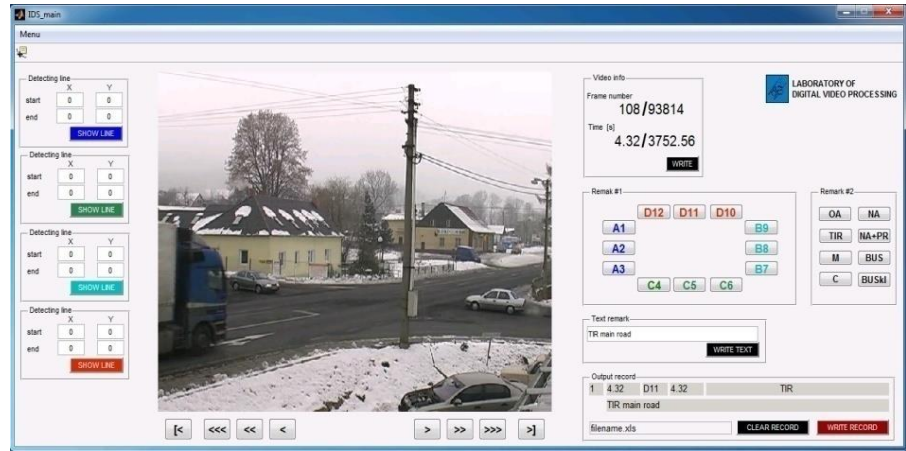 IDS_main
Menu
Detecting line
X Y
start 0 0
end 0 0
SHOW LINE
Detecting line
X Y
start 0 0
end 0 0
SHOW LINE
Detecting line
X Y
start 0 0
end 0 0
SHOW LINE
Detecting line
X Y
start 0 0
end 0 0
SHOW LINE
[< <<< << < > >> >>> >]
Video info
Frame number
108/93814
Time [s]
4.32/3752.56
WRITE
LABORATORY OF
DIGITAL VIDEO PROCESSING
Remak #1
D12 D11 D10
A1 B9
A2 B8
A3 B7
C4 C5 C6
Remark #2
OA NA
TIR NA+PR
M BUS
C BUSkl
Text remark
TIR main road
WRITE TEXT
Output record
1 4.32 D11 4.32 TIR
TIR main road
filename.xls CLEAR RECORD WRITE RECORD